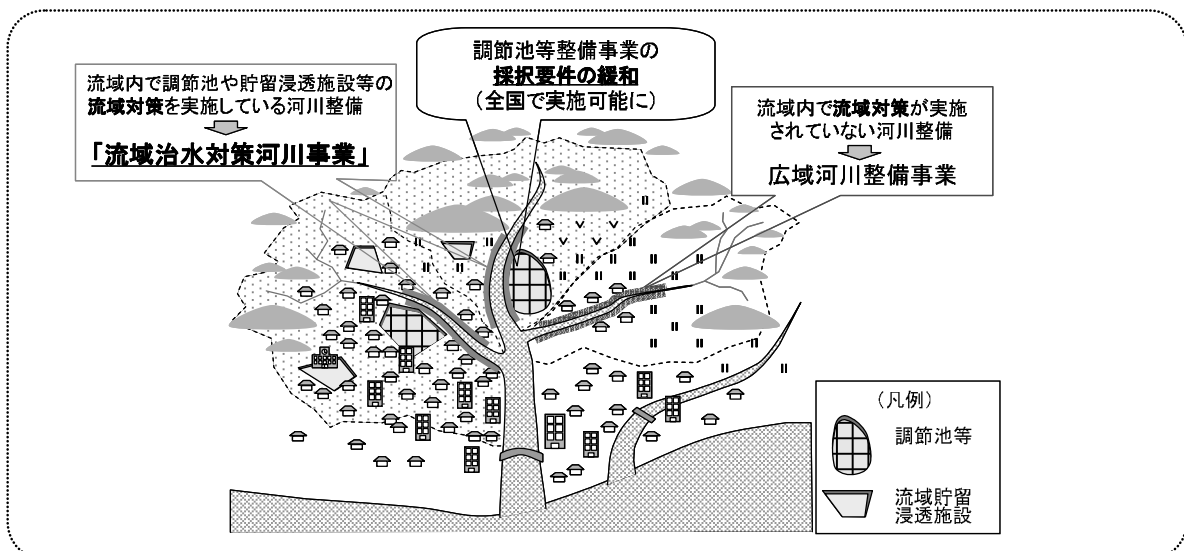 流域内で調節池や貯留浸透施設等の
流域対策を実施している河川整備
「流域治水対策河川事業」
調節池等整備事業の
採択要件の緩和
（全国で実施可能に）
流域内で流域対策が実施
されていない河川整備
広域河川整備事業
（凡例）
調節池等
流域貯留
浸透施設